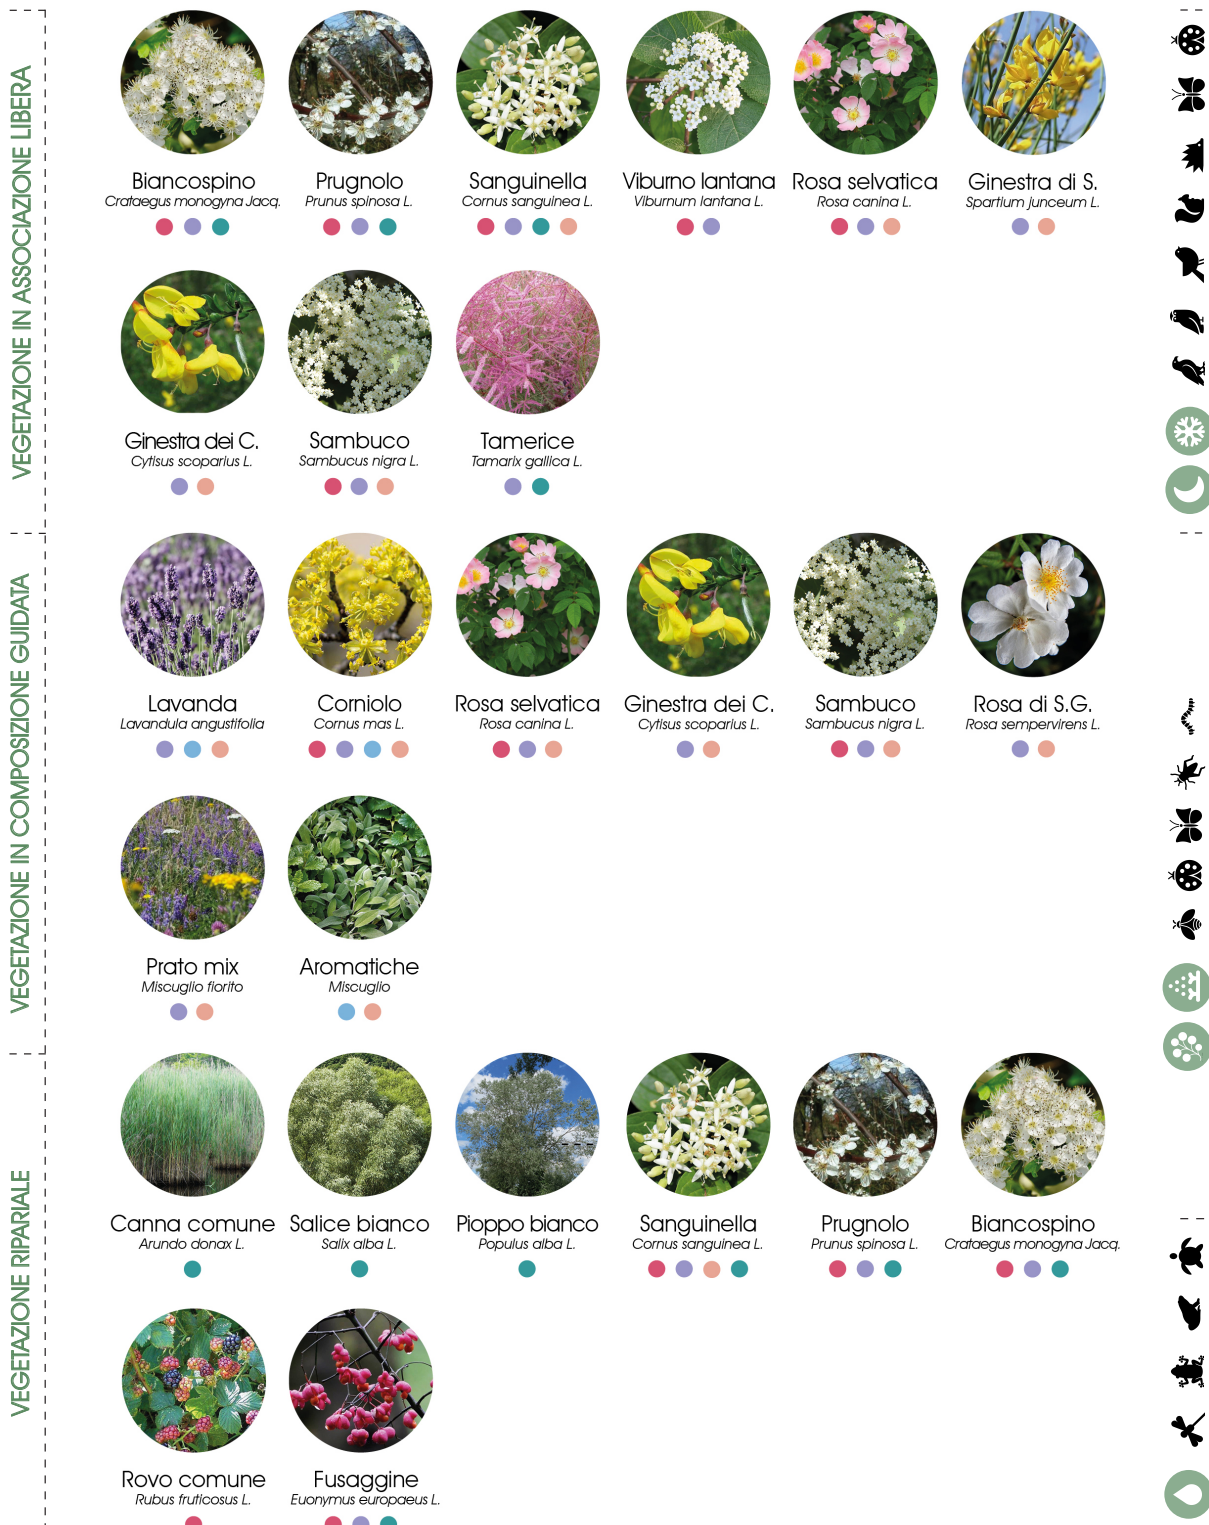 VEGETAZIONE IN ASSOCIAZIONE LIBERA
Biancospino
Crataegus monogyna Jacq.
Prugnolo
Prunus spinosa L.
Sanguinella
Cornus sanguinea L.
Viburno lantana
Viburnum lantana L.
Rosa selvatica
Rosa canina L.
Ginestra di S.
Spartium junceum L.
Ginestra dei C.
Cytisus scoparius L.
Sambuco
Sambucus nigra L.
Tamerice
Tamarix gallica L.
VEGETAZIONE IN COMPOSIZIONE GUIDATA
Lavanda
Lavandula angustifolia
Corniolo
Cornus mas L.
Rosa selvatica
Rosa canina L.
Ginestra dei C.
Cytisus scoparius L.
Sambuco
Sambucus nigra L.
Rosa di S.G.
Rosa sempervirens L.
Prato mix
Miscuglio fiorito
Aromatiche
Miscuglio
VEGETAZIONE RIPARIALE
Canna comune
Arundo donax L.
Salice bianco
Salix alba L.
Pioppo bianco
Populus alba L.
Sanguinella
Cornus sanguinea L.
Prugnolo
Prunus spinosa L.
Biancospino
Crataegus monogyna Jacq.
Rovo comune
Rubus fruticosus L.
Fusaggine
Euonymus europaeus L.